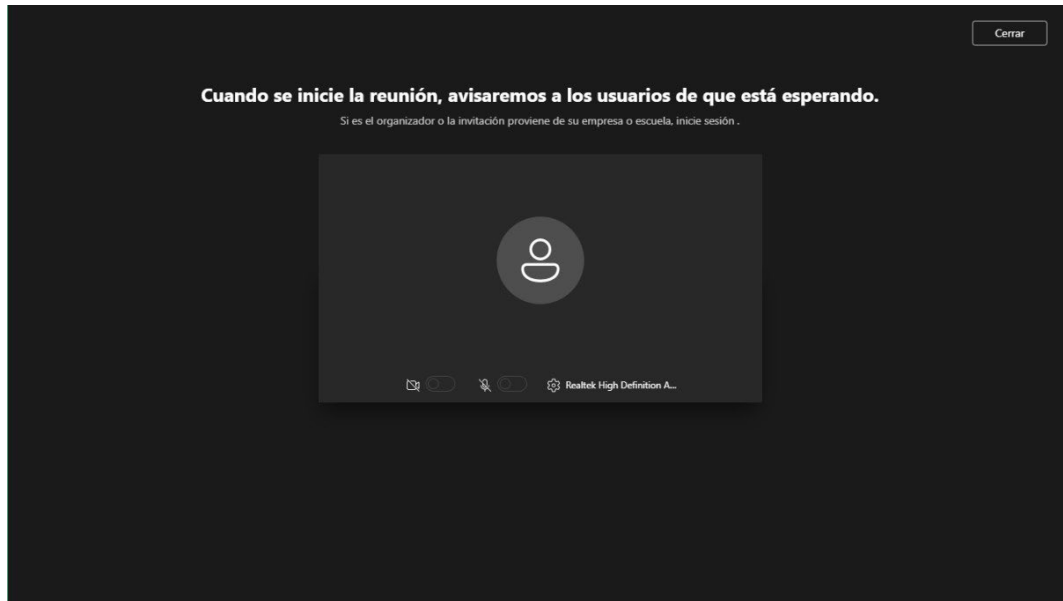 Cerrar
Cuando se inicie la reunión, avisaremos a los usuarios de que está esperando.
Si es el organizador o la invitación proviene de su empresa o escuela, inicie sesión .
Realtek High Definition A...